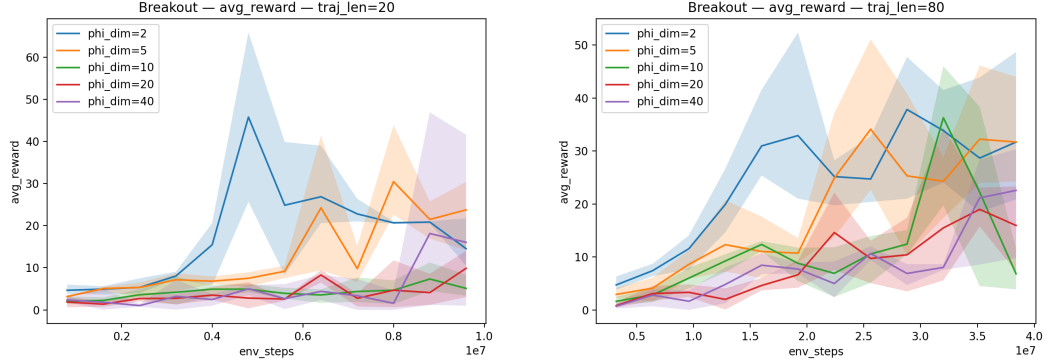 Breakout — avg_reward — traj_len=20
phi_dim=2
phi_dim=5
phi_dim=10
phi_dim=20
phi_dim=40
avg_reward
60
50
40
30
20
10
0
0.2
0.4
0.6
0.8
1.0
1e7
env_steps
Breakout — avg_reward — traj_len=80
phi_dim=2
phi_dim=5
phi_dim=10
phi_dim=20
phi_dim=40
avg_reward
50
40
30
20
10
0
0.5
1.0
1.5
2.0
2.5
3.0
3.5
4.0
1e7
env_steps